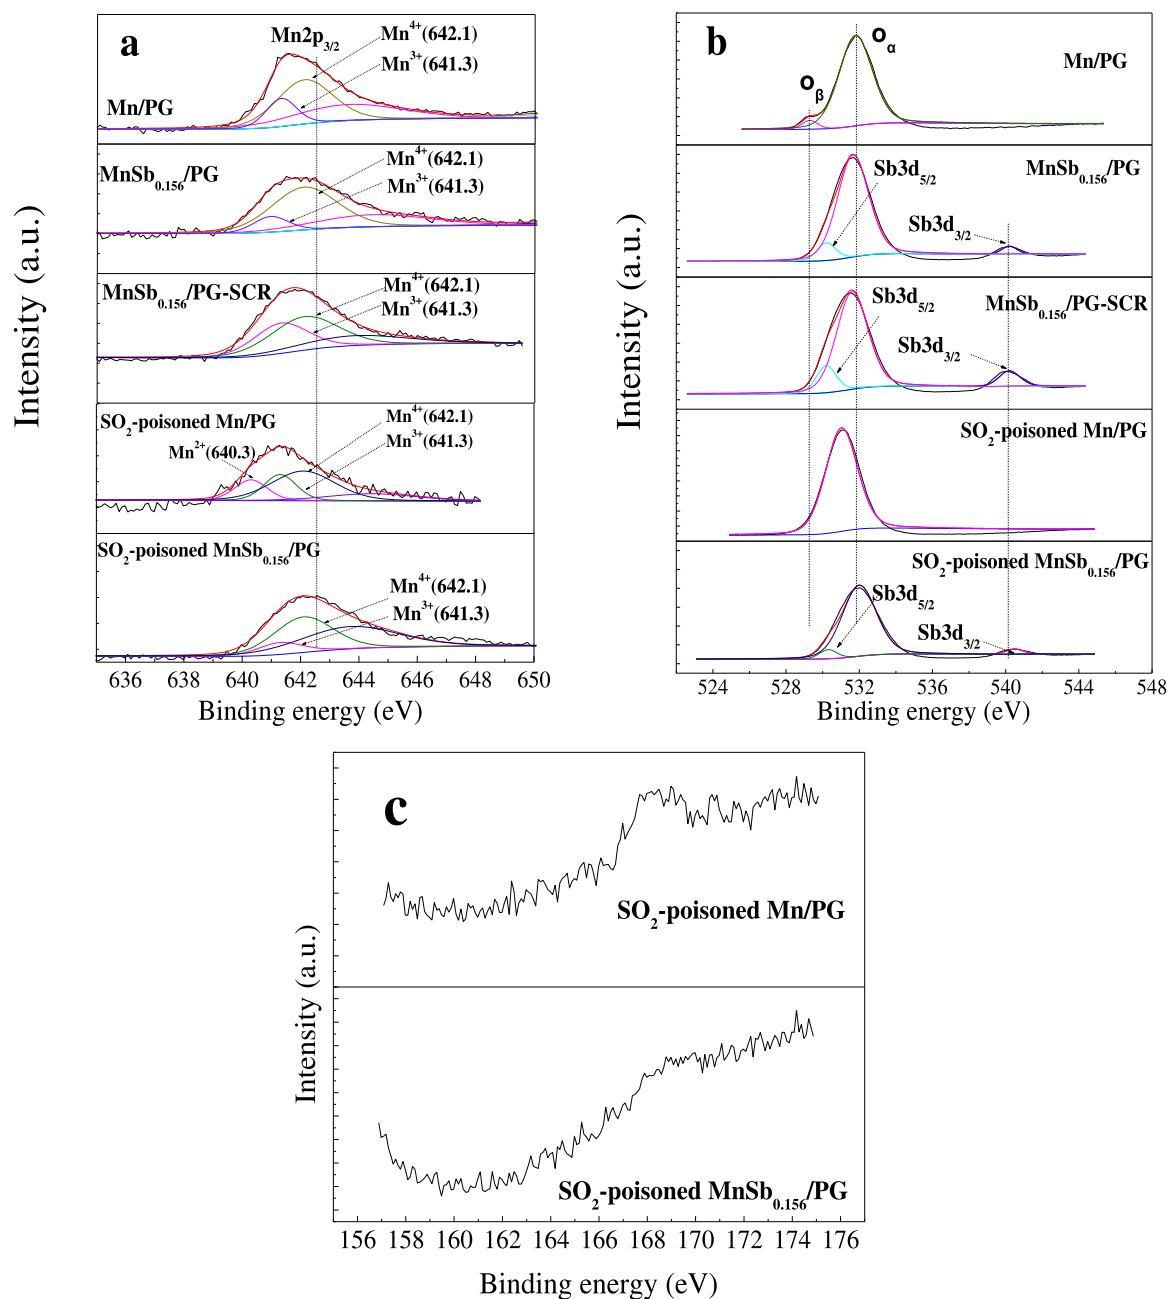 a
Mn2p3/2
Mn4+(642.1)
Mn3+(641.3)
Mn/PG
MnSb0.156/PG
Mn4+(642.1)
Mn3+(641.3)
MnSb0.156/PG-SCR
Mn4+(642.1)
Mn3+(641.3)
SO2-poisoned Mn/PG
Mn2+(640.3)
Mn4+(642.1)
Mn3+(641.3)
SO2-poisoned MnSb0.156/PG
Mn4+(642.1)
Mn3+(641.3)
636 638 640 642 644 646 648 650
Binding energy (eV)
Intensity (a.u.)
b
Oα
Oβ
Mn/PG
MnSb0.156/PG
Sb3d5/2
Sb3d3/2
MnSb0.156/PG-SCR
Sb3d5/2
Sb3d3/2
SO2-poisoned Mn/PG
SO2-poisoned MnSb0.156/PG
Sb3d5/2
Sb3d3/2
524 528 532 536 540 544 548
Binding energy (eV)
Intensity (a.u.)
c
SO2-poisoned Mn/PG
SO2-poisoned MnSb0.156/PG
156 158 160 162 164 166 168 170 172 174 176
Binding energy (eV)
Intensity (a.u.)